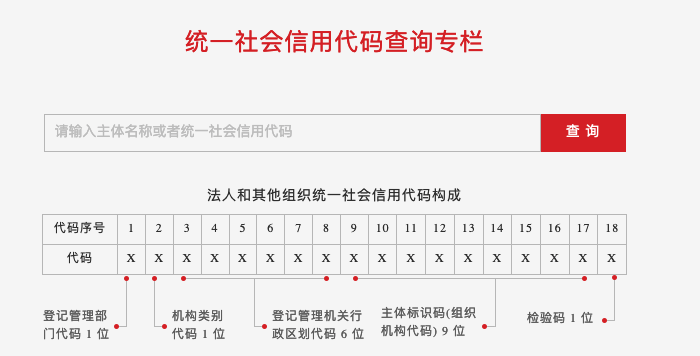 统一社会信用代码查询专栏
请输入主体名称或者统一社会信用代码
查 询
法人和其他组织统一社会信用代码构成
代码序号 1 2 3 4 5 6 7 8 9 10 11 12 13 14 15 16 17 18
代码 X X X X X X X X X X X X X X X X X X
登记管理部
门代码 1 位
机构类别
代码 1 位
登记管理机关行
政区划代码 6 位
主体标识码(组织
机构代码) 9 位
检验码 1 位